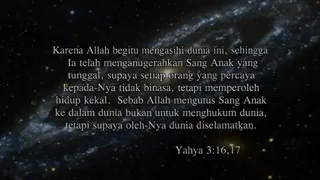 Karena Allah begitu mengasihi dunia ini, sehingga
Ia telah menganugerahkan Sang Anak yang
tunggal, supaya setiap orang yang percaya
kepada-Nya tidak binasa, tetapi memperoleh
hidup kekal. Sebab Allah mengutus Sang Anak
ke dalam dunia bukan untuk menghukum dunia,
tetapi supaya oleh-Nya dunia diselamatkan.
Yahya 3:16,17